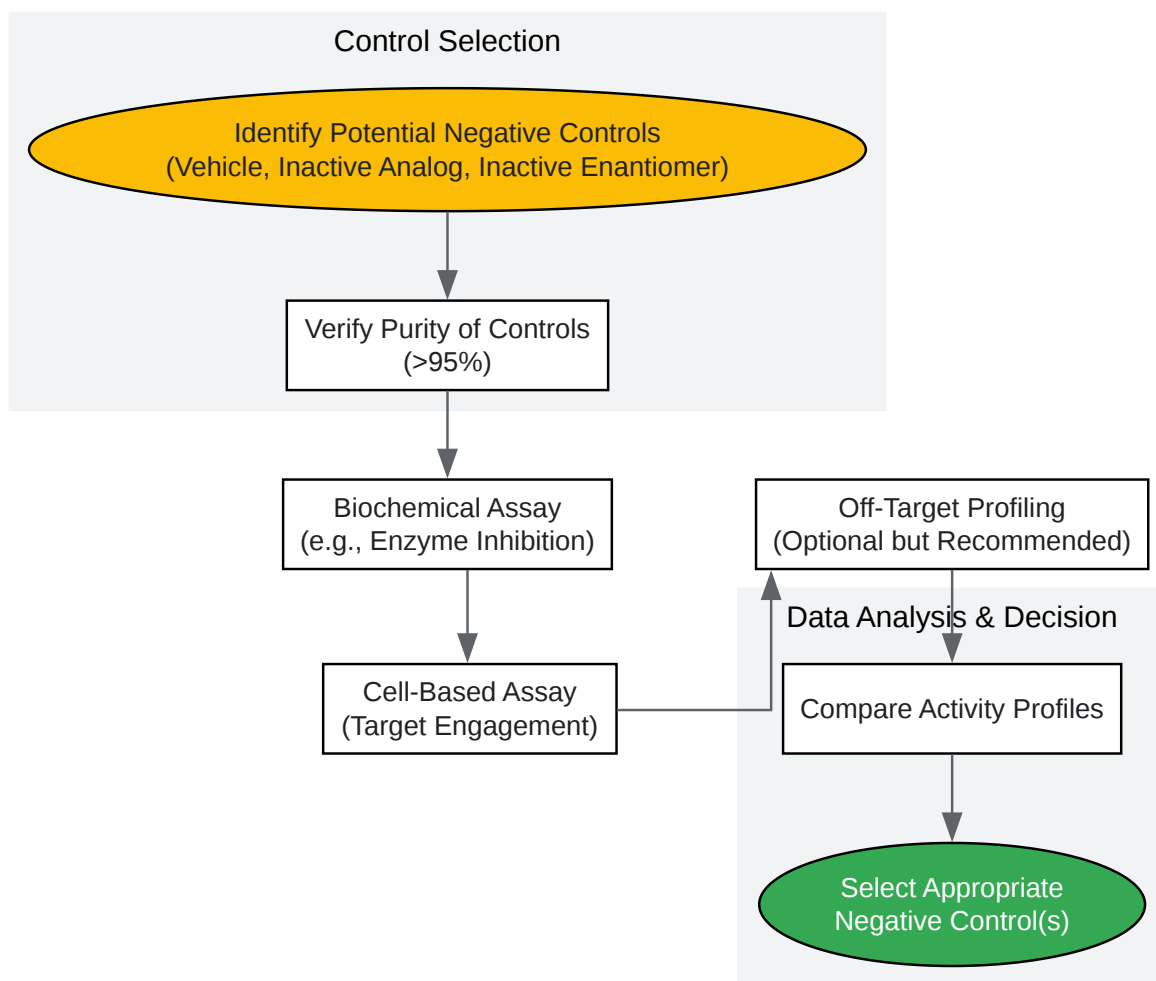 Control Selection
Identify Potential Negative Controls
(Vehicle, Inactive Analog, Inactive Enantiomer)
Verify Purity of Controls
(>95%)
Biochemical Assay
(e.g., Enzyme Inhibition)
Cell-Based Assay
(Target Engagement)
Off-Target Profiling
(Optional but Recommended)
Data Analysis & Decision
Compare Activity Profiles
Select Appropriate
Negative Control(s)